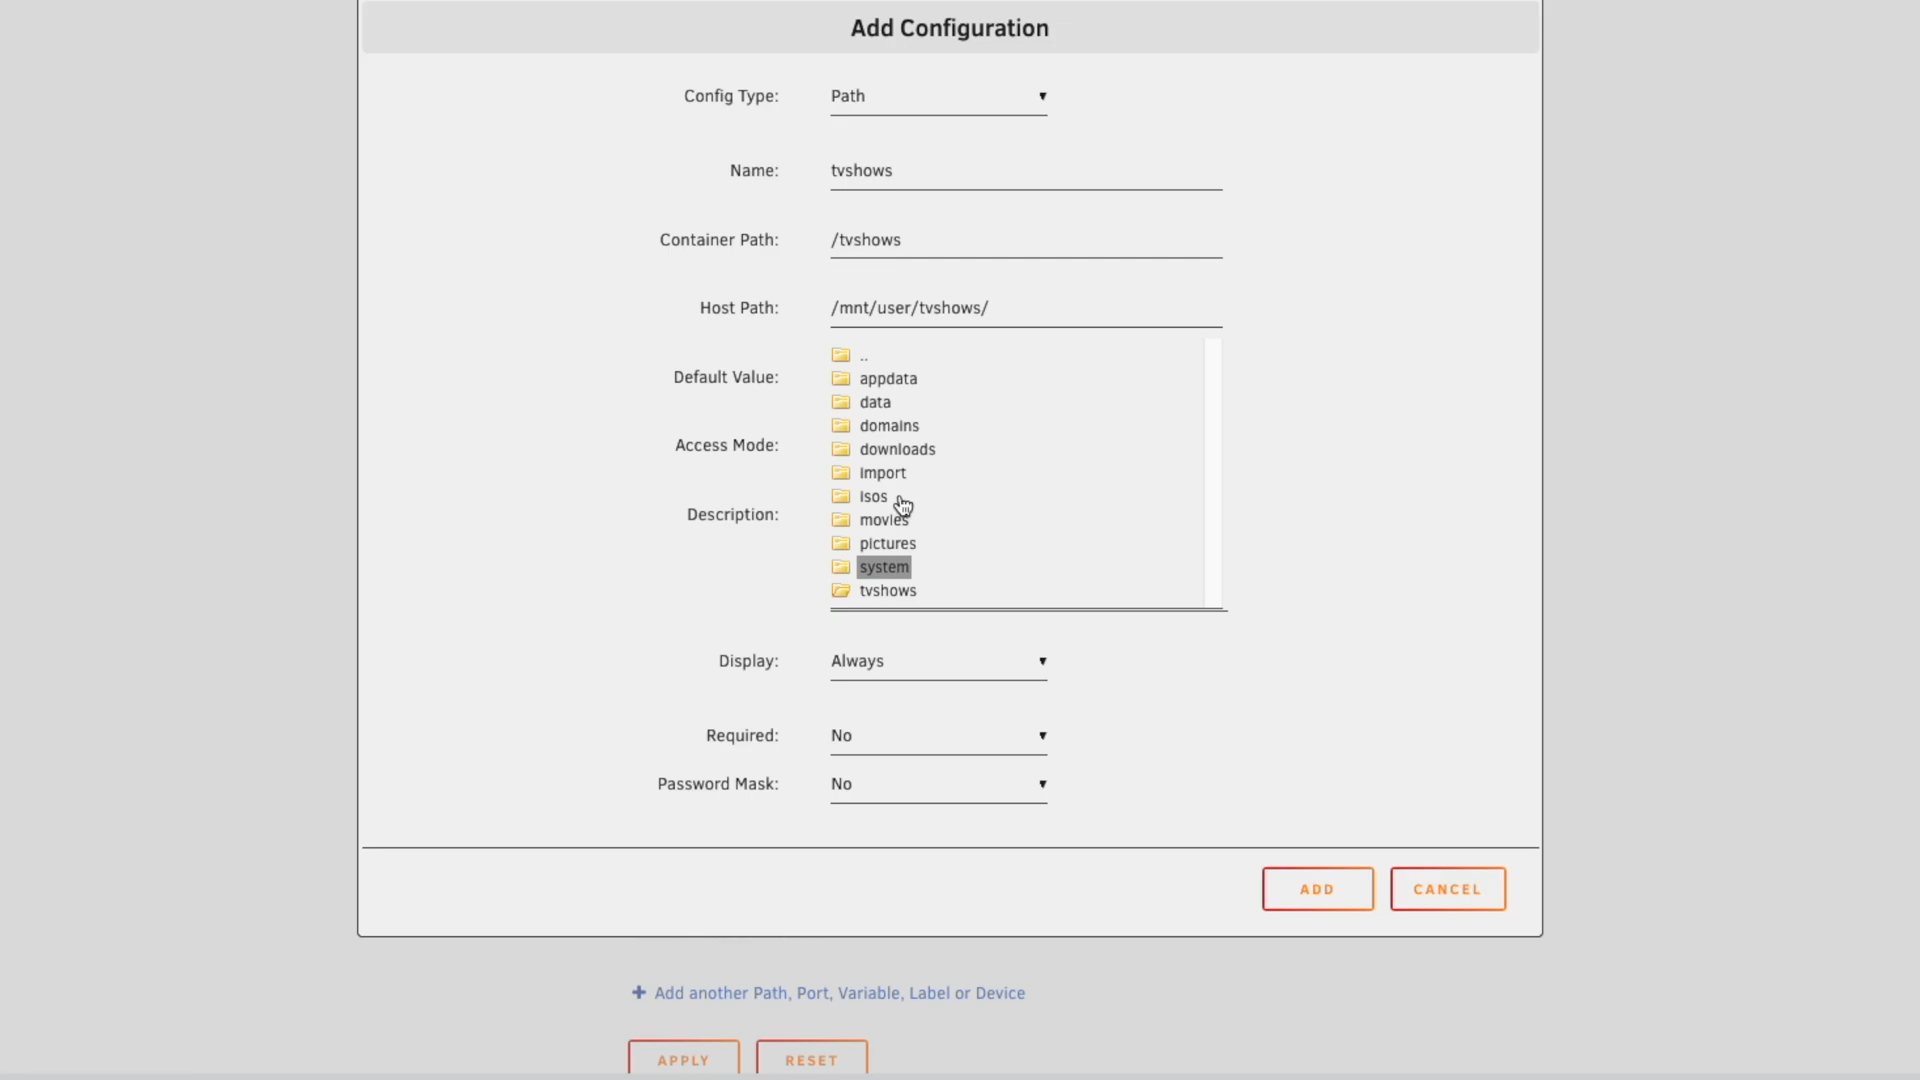 Add Configuration
Config Type: Path
Name: tvshows
Container Path: /tvshows
Host Path: /mnt/user/tvshows/
..
appdata
Default Value:
data
domains
Access Mode:
downloads
import
isos
Description:
movies
pictures
system
tvshows
Display: Always
Required: No
Password Mask: No
ADD CANCEL
Add another Path, Port, Variable, Label or Device
APPLY RESET